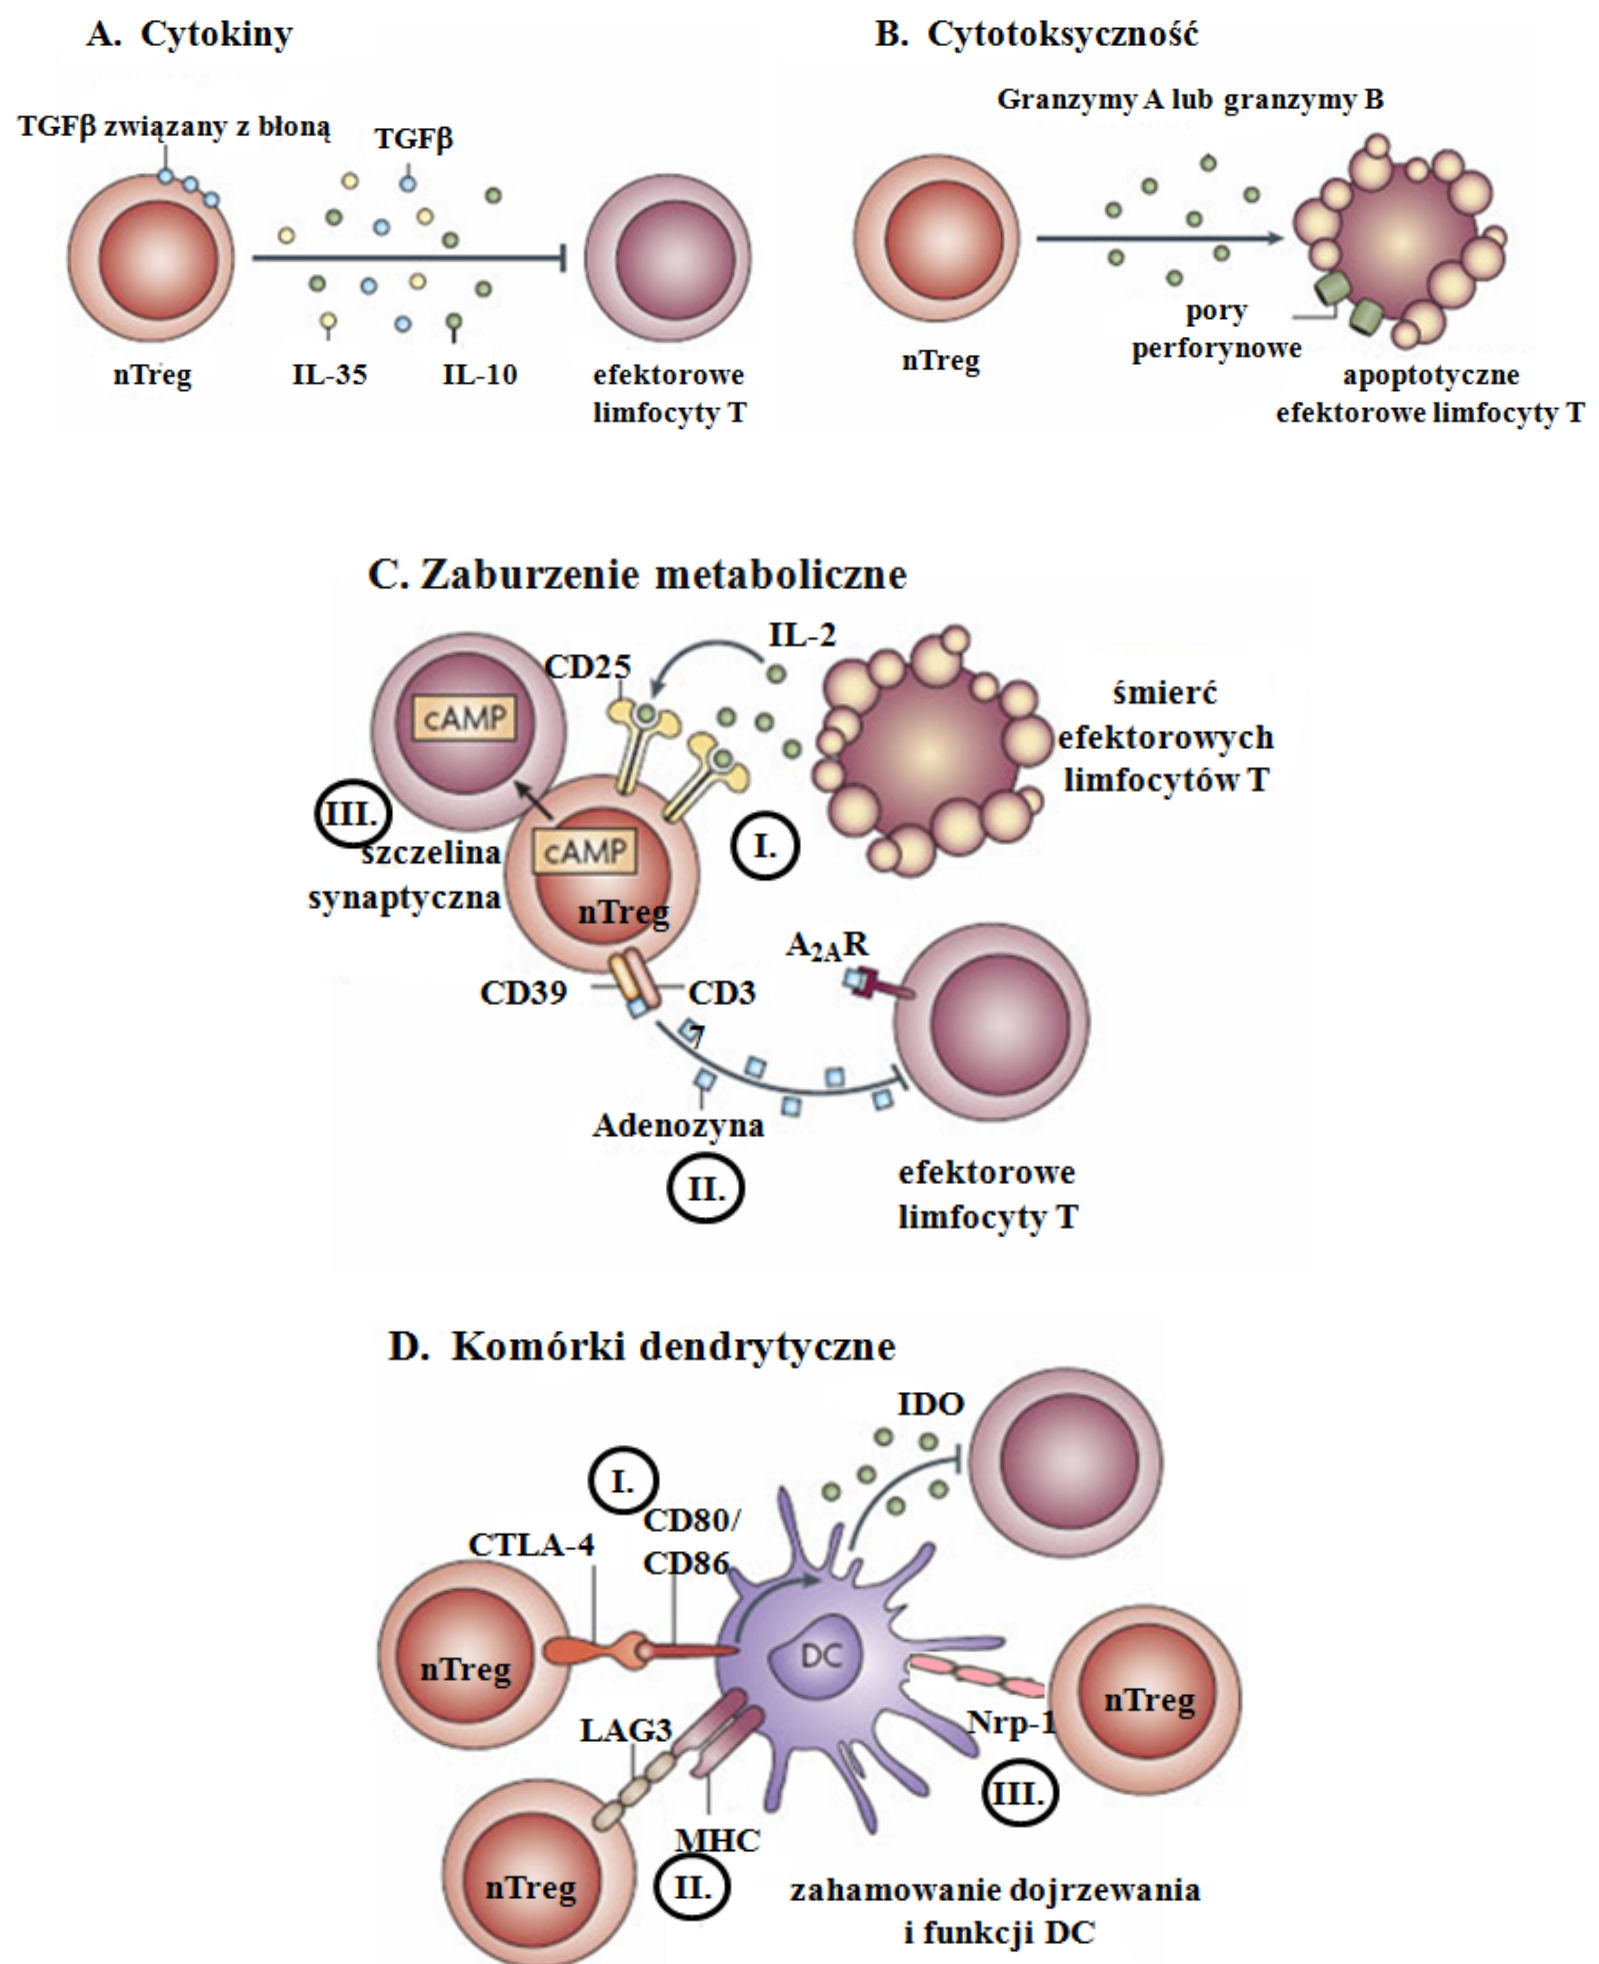 A. Cytokiny
TGFβ związany z błoną
TGFβ
nTreg
IL-35
IL-10
efektorowe
limfocyty T
B. Cytotoksyczność
Granzymy A lub granzymy B
nTreg
pory
perforynowe
apoptotyczne
efektorowe limfocyty T
C. Zaburzenie metaboliczne
IL-2
CD25
cAMP
śmierć
efektorowych
limfocytów T
III.
szczelina
synaptyczna
cAMP
nTreg
I.
A2AR
CD39
CD3
7
Adenozyna
II.
efektorowe
limfocyty T
D. Komórki dendrytyczne
IDO
I.
CD80/
CD86
CTLA-4
nTreg
DC
nTreg
Nrp-1
III.
LAG3
nTreg
MHC
II.
zahamowanie dojrzewania
i funkcji DC